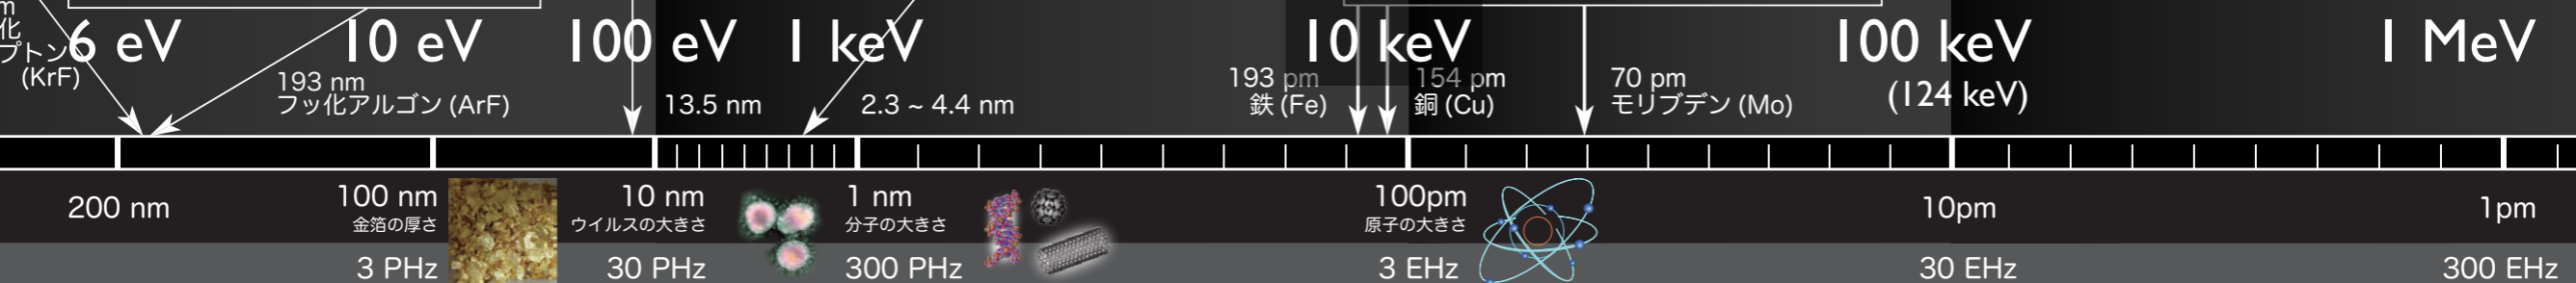 m
化
プトン
(KrF)
6 eV
10 eV
100 eV
1 keV
10 keV
100 keV
(124 keV)
1 MeV
193 nm
フッ化アルゴン (ArF)
13.5 nm
2.3 ~ 4.4 nm
193 pm
鉄 (Fe)
154 pm
銅 (Cu)
70 pm
モリブデン (Mo)
200 nm
100 nm
金箔の厚さ
10 nm
ウイルスの大きさ
1 nm
分子の大きさ
100pm
原子の大きさ
10pm
1pm
3 PHz
30 PHz
300 PHz
3 EHz
30 EHz
300 EHz